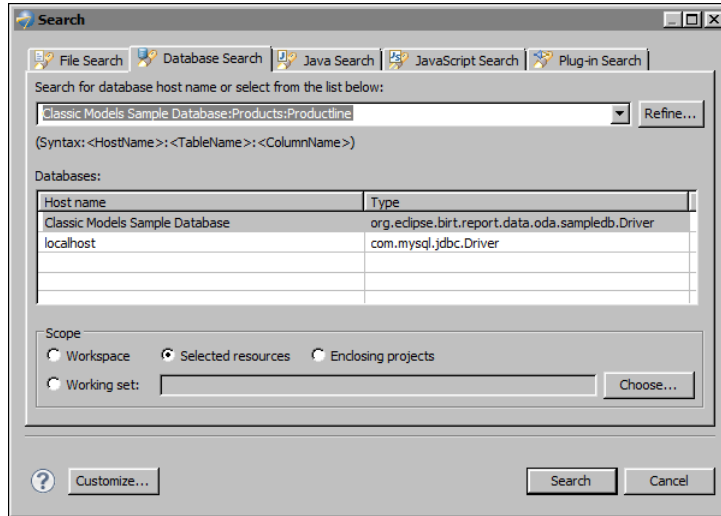 Search
File Search Database Search Java Search JavaScript Search Plug-in Search
Search for database host name or select from the list below:
Classic Models Sample Database:Products:Productline Refine...
(Syntax:<HostName>:<TableName>:<ColumnName>)
Databases:
Host name Type
Classic Models Sample Database org.eclipse.birt.report.data.oda.sampledb.Driver
localhost com.mysql.jdbc.Driver
Scope
Workspace Selected resources Enclosing projects
Working set: Choose...
? Customize... Search Cancel